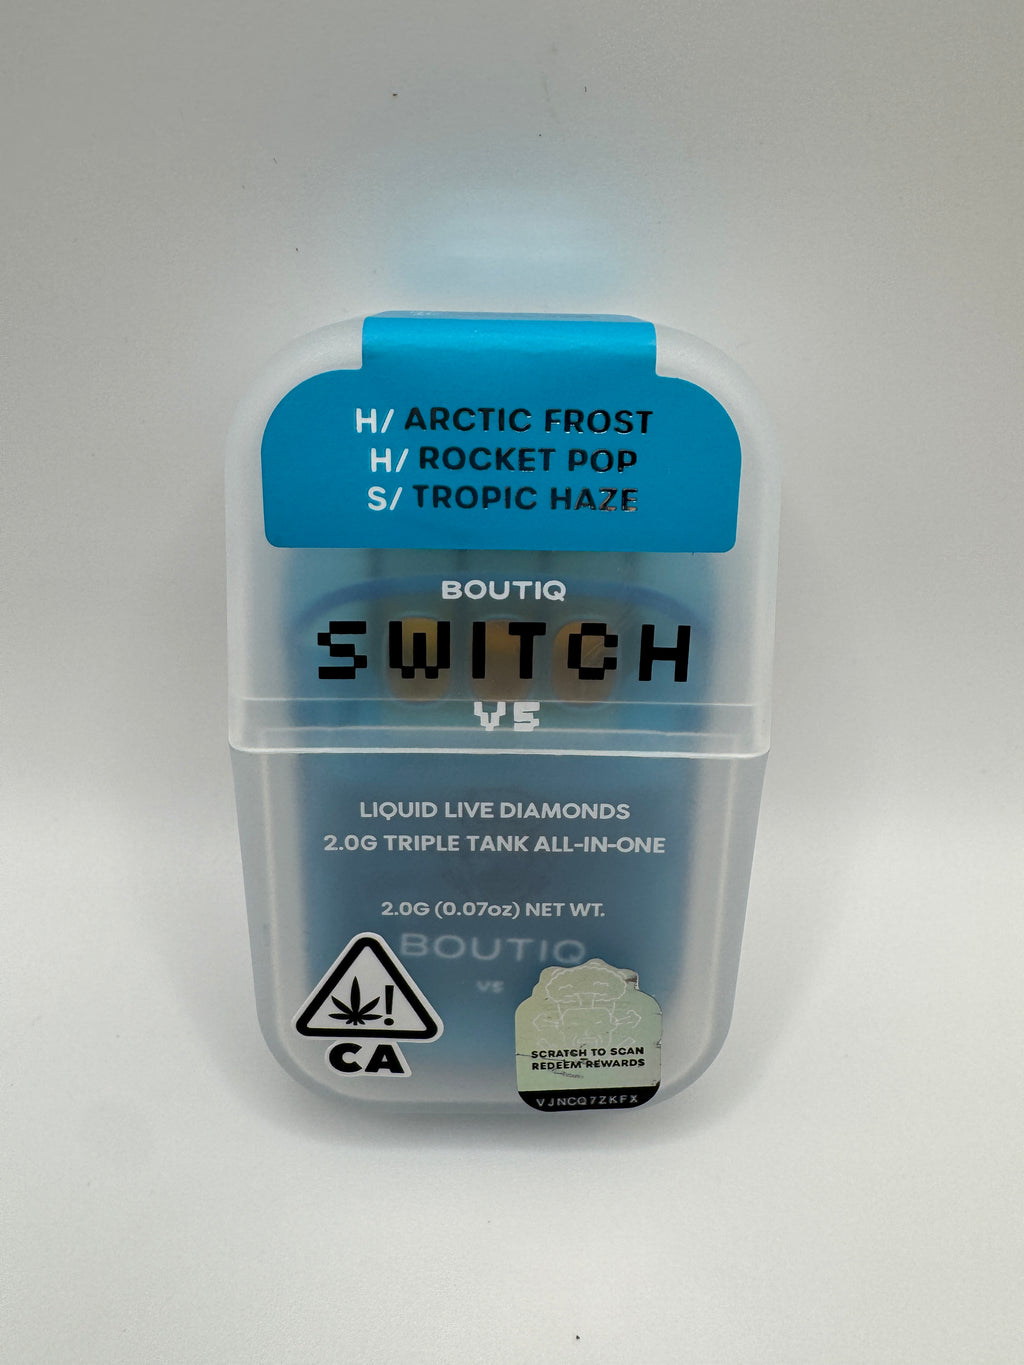 H/ ARCTIC FROST
H/ ROCKET POP
S/ TROPIC HAZE
BOUTIQ
SWITCH
V5
LIQUID LIVE DIAMONDS
2.0G TRIPLE TANK ALL-IN-ONE
2.0G (0.07oz) NET WT.
BOUTIQ
V5
CA
SCRATCH TO SCAN
REDEEM REWARDS
VJNCQ7ZKFX